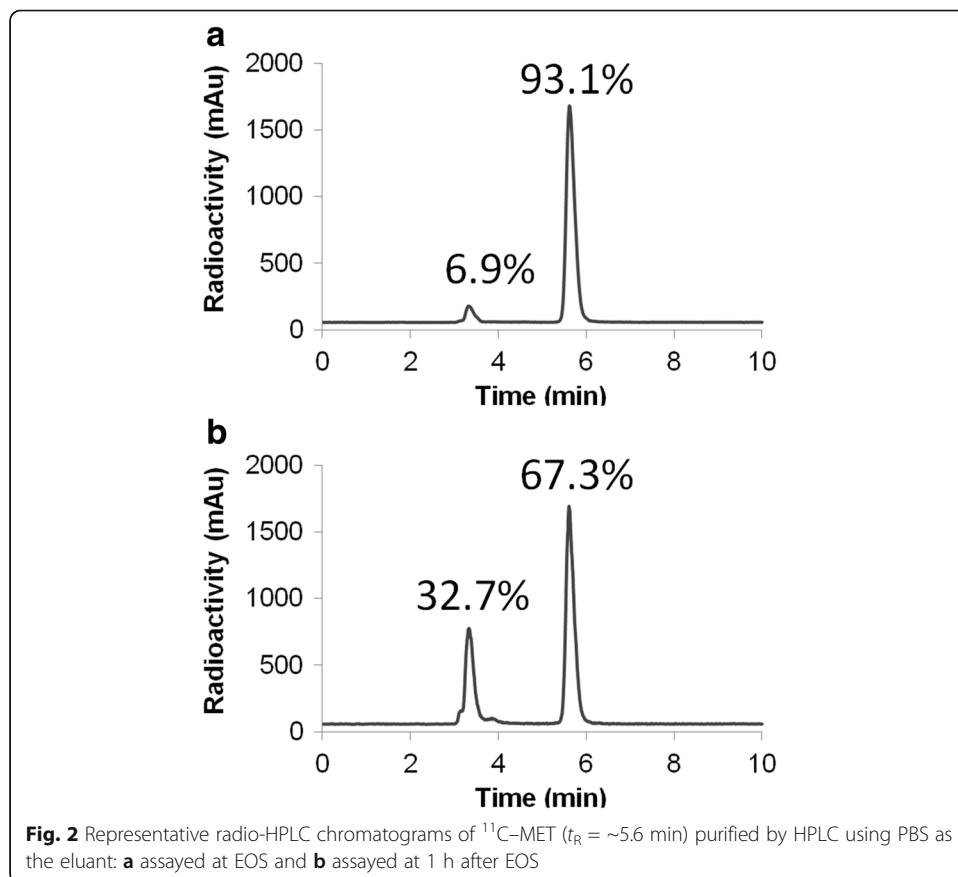 a
2000
93.1%
1500
1000
6.9%
500
0
Radioactivity (mAu)
0 2 4 6 8 10
Time (min)
b
2000
67.3%
1500
32.7%
1000
500
0
Radioactivity (mAu)
0 2 4 6 8 10
Time (min)
Fig. 2 Representative radio-HPLC chromatograms of ¹¹C–MET (tR = ~5.6 min) purified by HPLC using PBS as
the eluant: a assayed at EOS and b assayed at 1 h after EOS